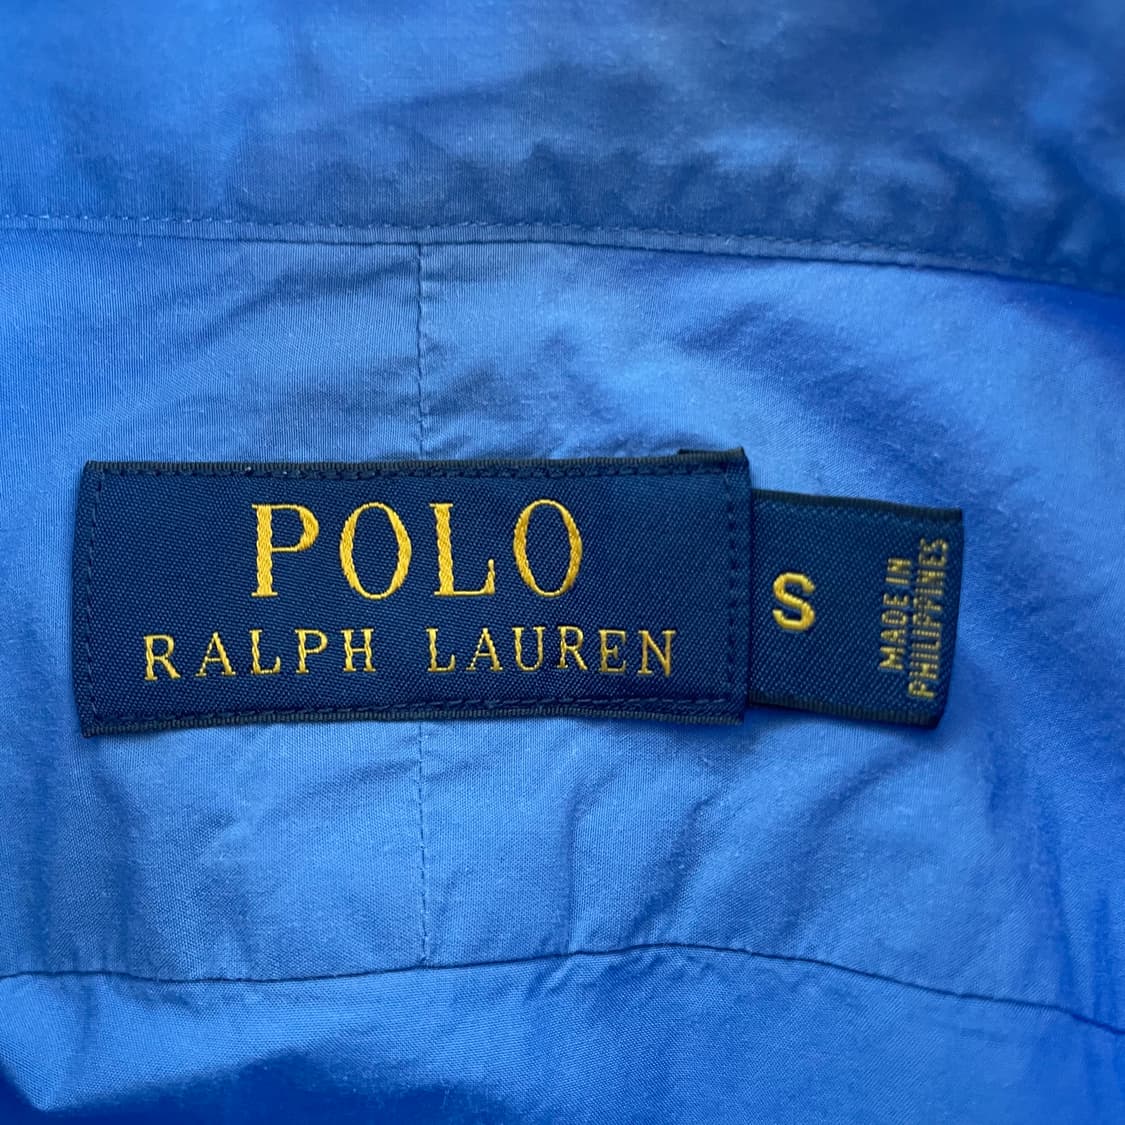 POLO
RALPH LAUREN
S
MADE IN
PHILIPPINES